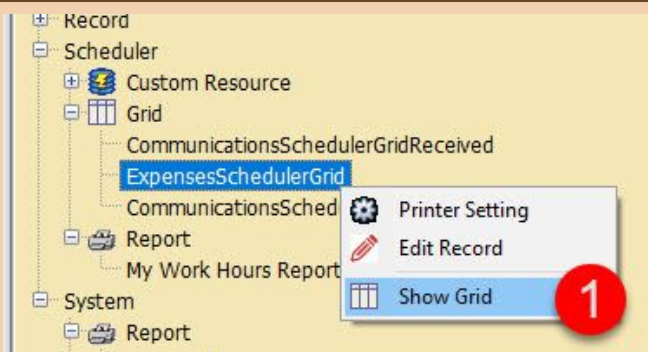 Record
Scheduler
Custom Resource
Grid
CommunicationsSchedulerGridReceived
ExpensesSchedulerGrid
CommunicationsSched
Printer Setting
Report
Edit Record
My Work Hours Report
Show Grid
1
System
Report